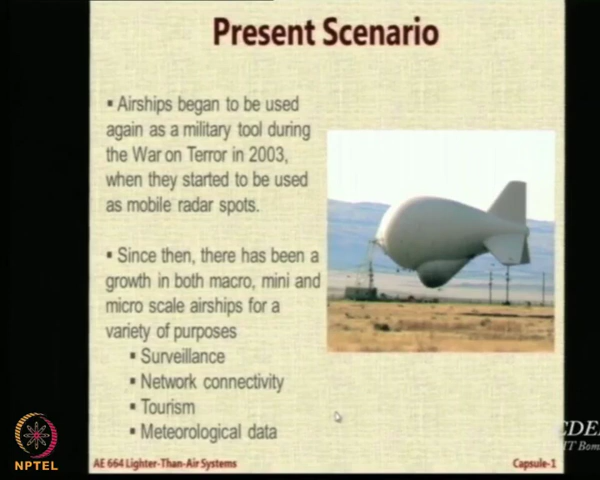 Present Scenario
▪ Airships began to be used
again as a military tool during
the War on Terror in 2003,
when they started to be used
as mobile radar spots.
▪ Since then, there has been a
growth in both macro, mini and
micro scale airships for a
variety of purposes
▪ Surveillance
▪ Network connectivity
▪ Tourism
▪ Meteorological data
NPTEL
AE 664 Lighter-Than-Air Systems
Capsule-1